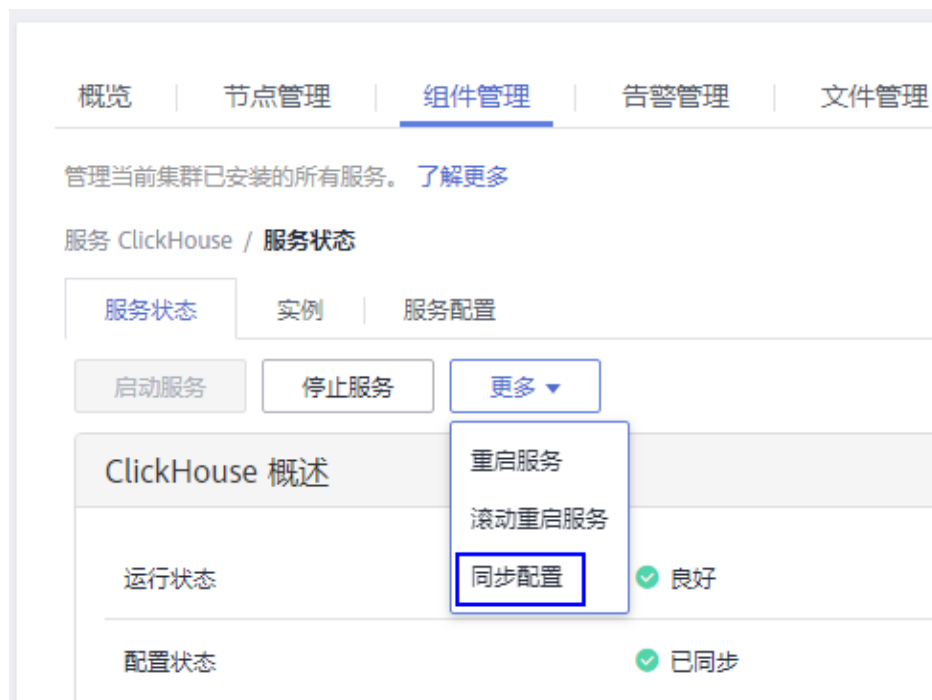 概览 节点管理 组件管理 告警管理 文件管理
管理当前集群已安装的所有服务。 了解更多
服务 ClickHouse / 服务状态
服务状态 实例 服务配置
启动服务 停止服务 更多
ClickHouse 概述
重启服务
滚动重启服务
同步配置
运行状态 良好
配置状态 已同步